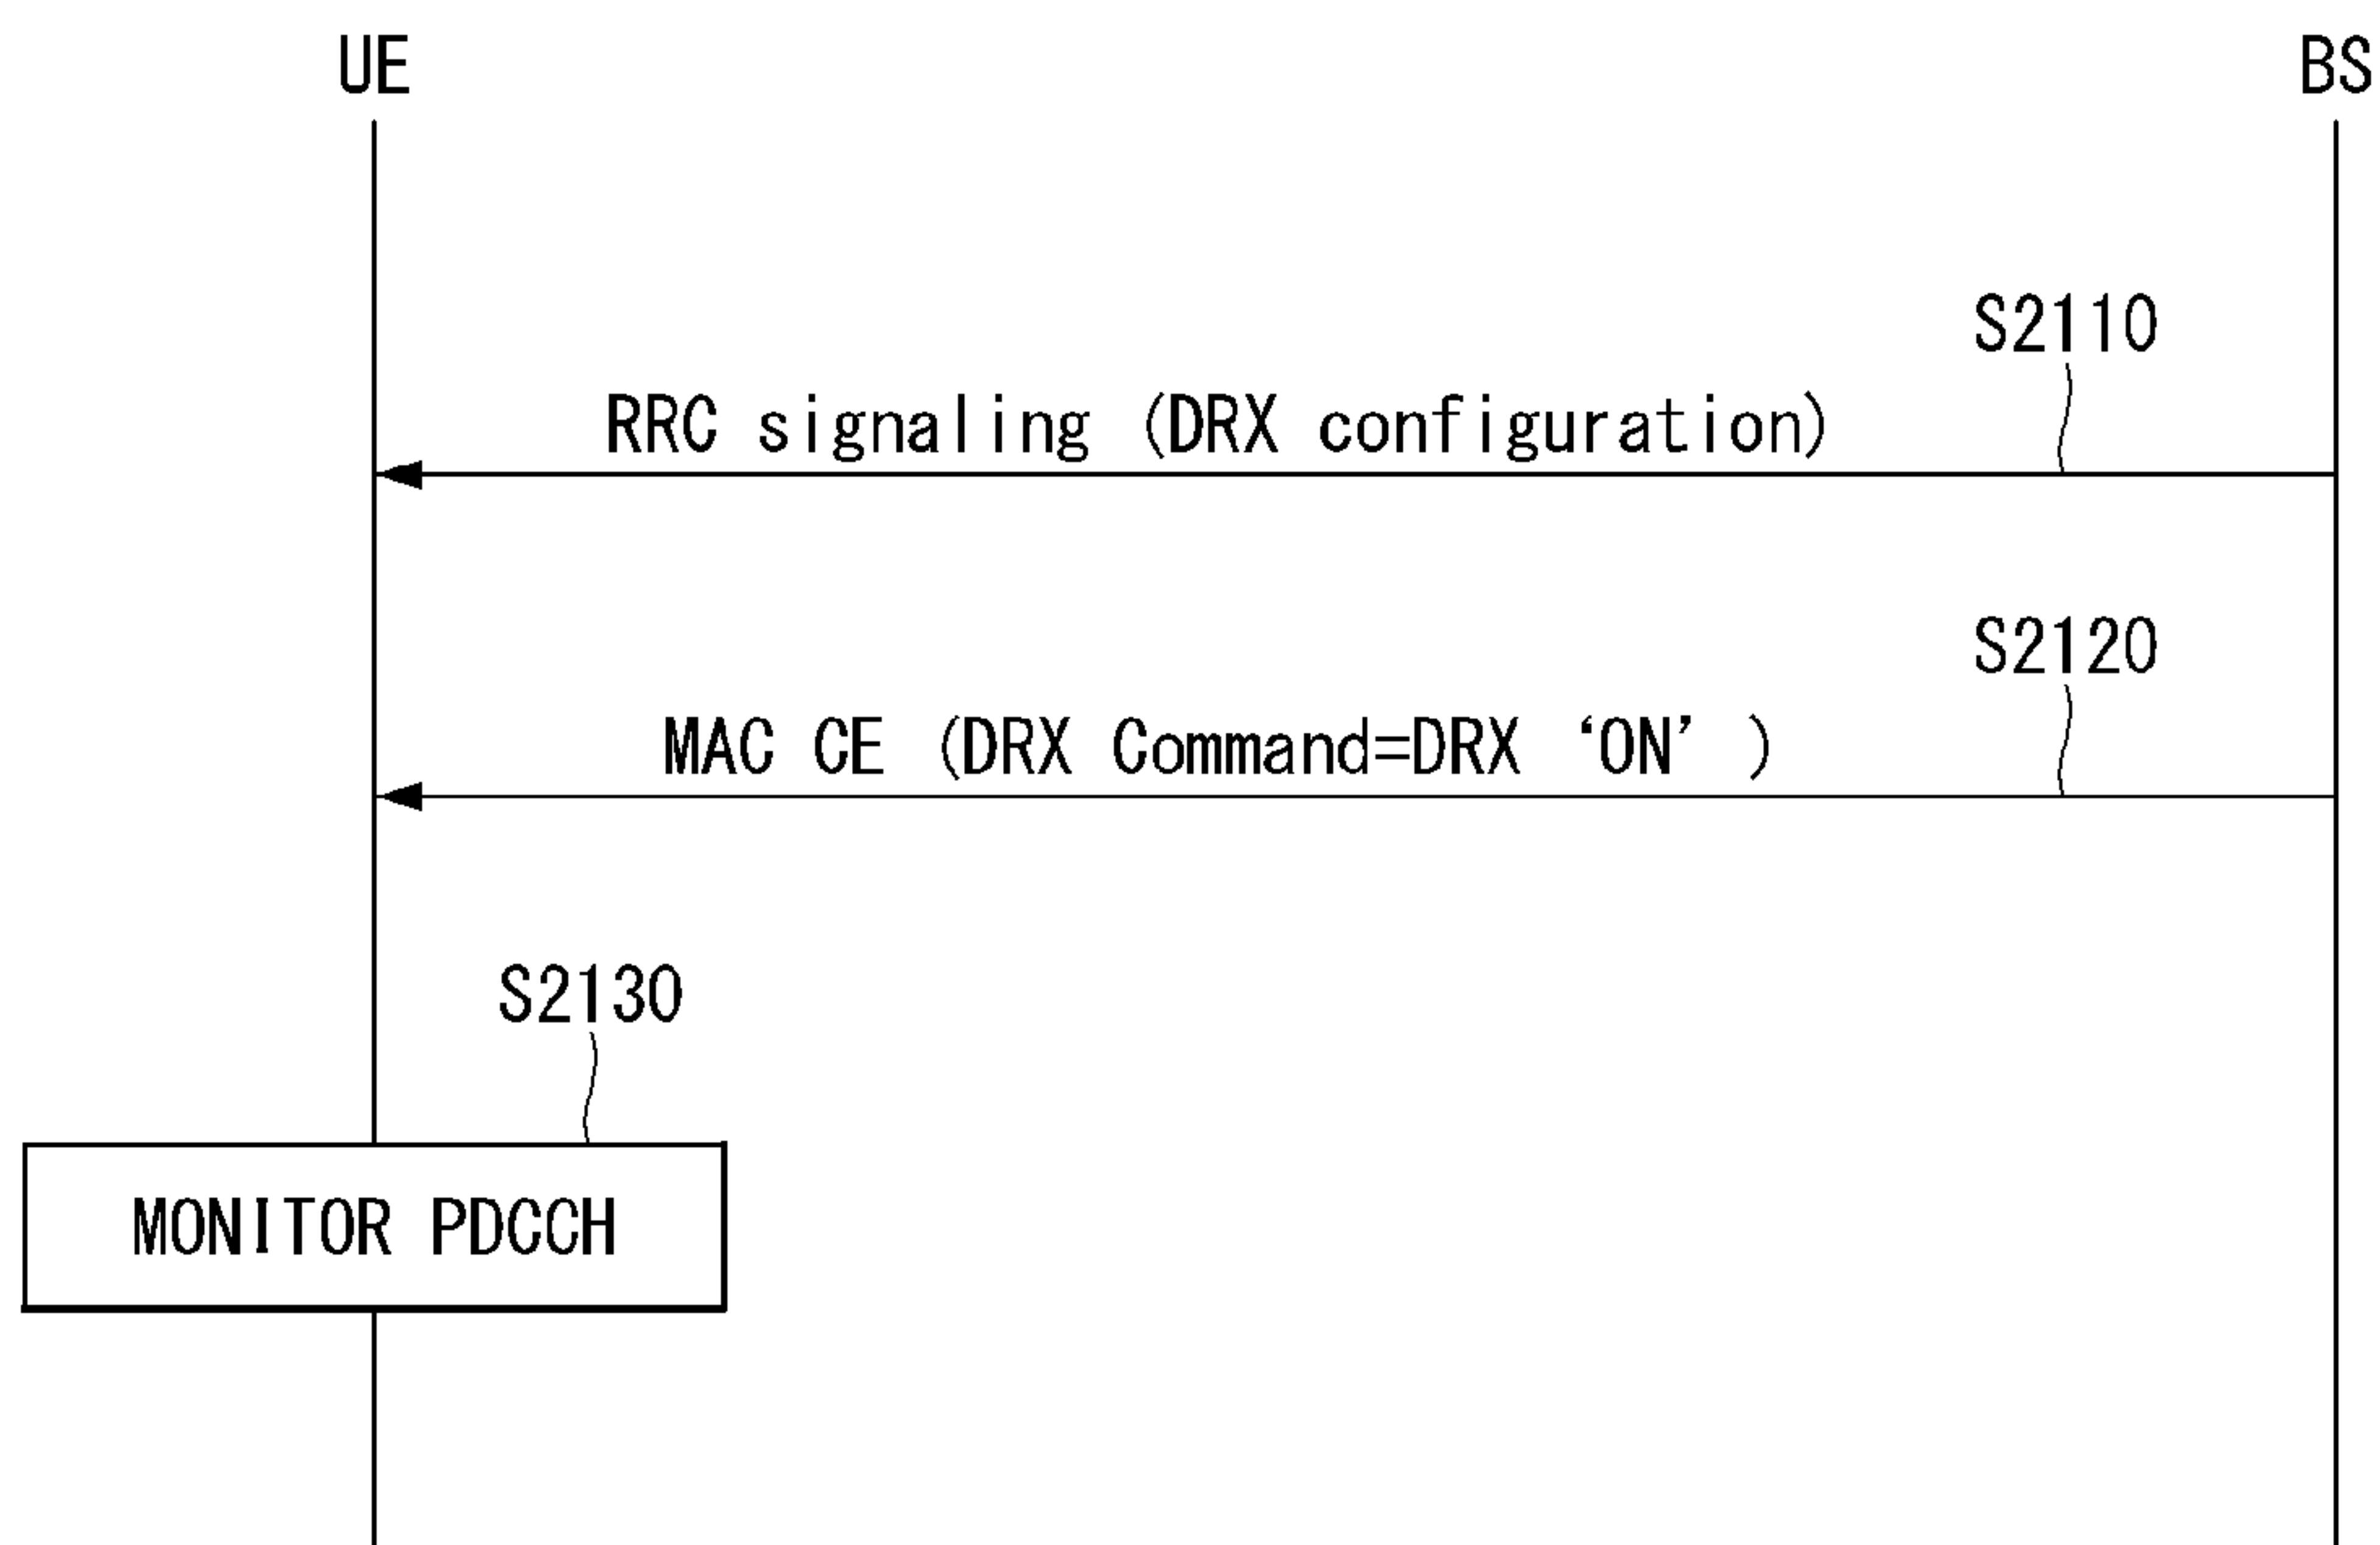 UE
BS
S2110
RRC signaling (DRX configuration)
S2120
MAC CE (DRX Command=DRX ‘ON’ )
S2130
MONITOR PDCCH